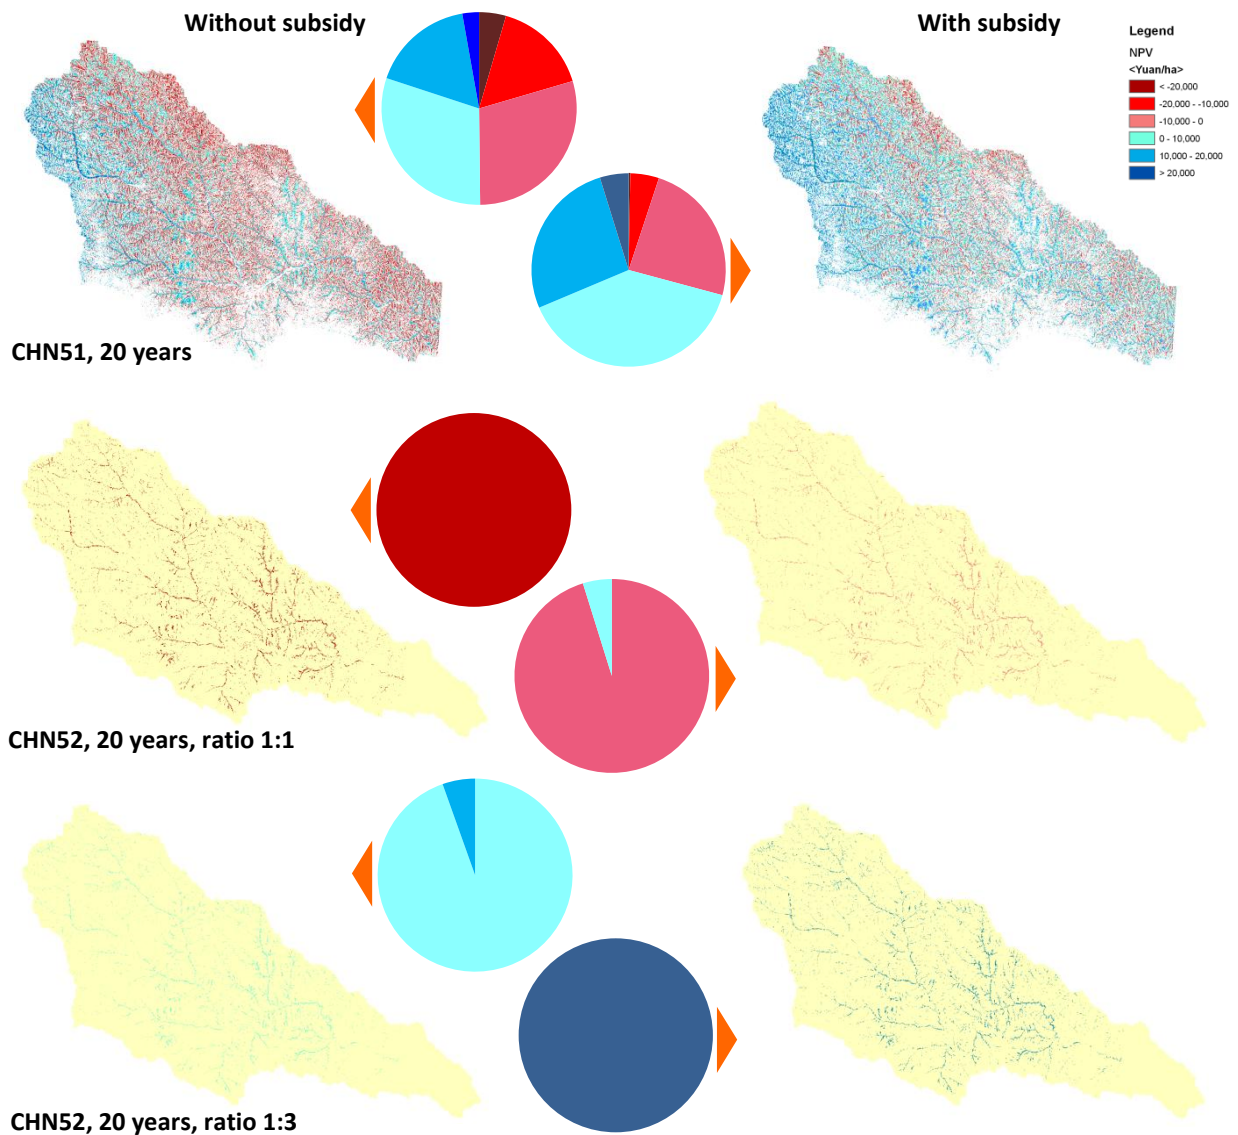 Without subsidy
With subsidy
Legend
NPV
<Yuan/ha>
< -20,000
-20,000 - -10,000
-10,000 - 0
0 - 10,000
10,000 - 20,000
> 20,000
CHN51, 20 years
CHN52, 20 years, ratio 1:1
CHN52, 20 years, ratio 1:3